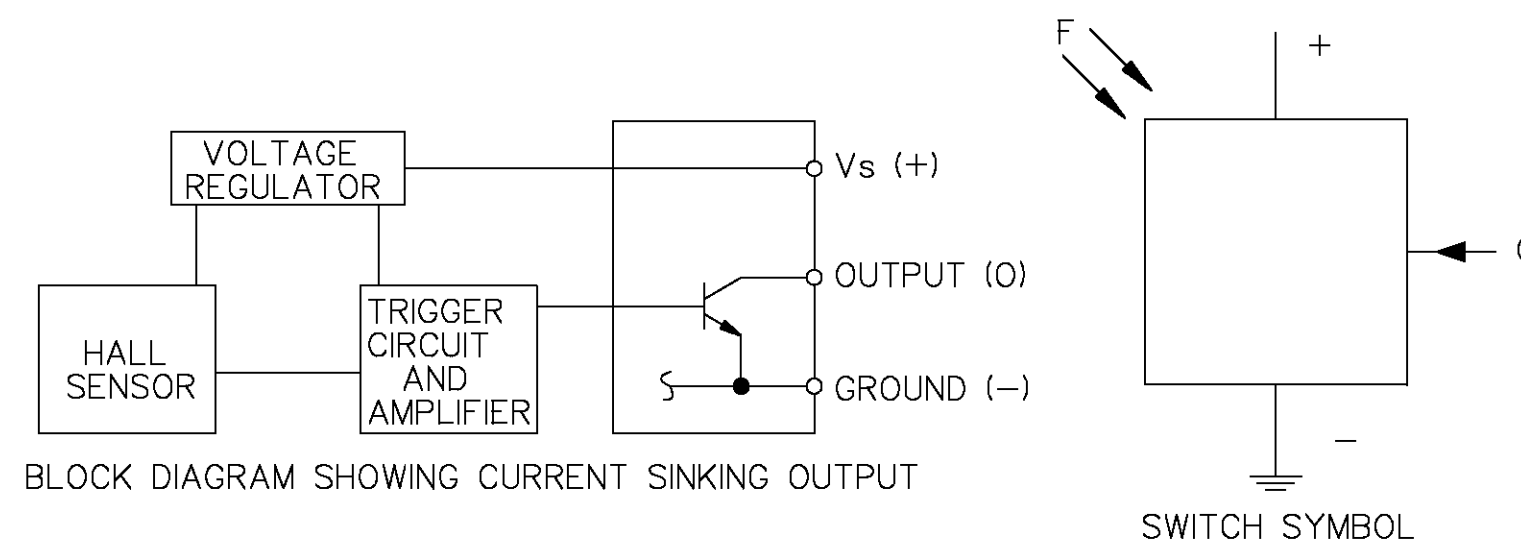 VOLTAGE
REGULATOR
HALL
SENSOR
TRIGGER
CIRCUIT
AND
AMPLIFIER
Vs (+)
OUTPUT (O)
GROUND (−)
BLOCK DIAGRAM SHOWING CURRENT SINKING OUTPUT
F
+
−
SWITCH SYMBOL